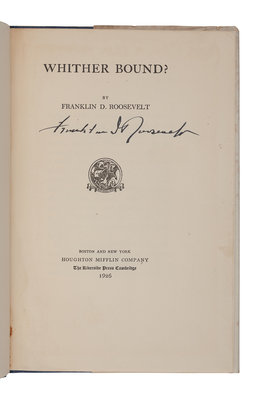 WHITHER BOUND?
BY
FRANKLIN D. ROOSEVELT
Franklin D Roosevelt
BOSTON AND NEW YORK
HOUGHTON MIFFLIN COMPANY
The Riverside Press Cambridge
1926